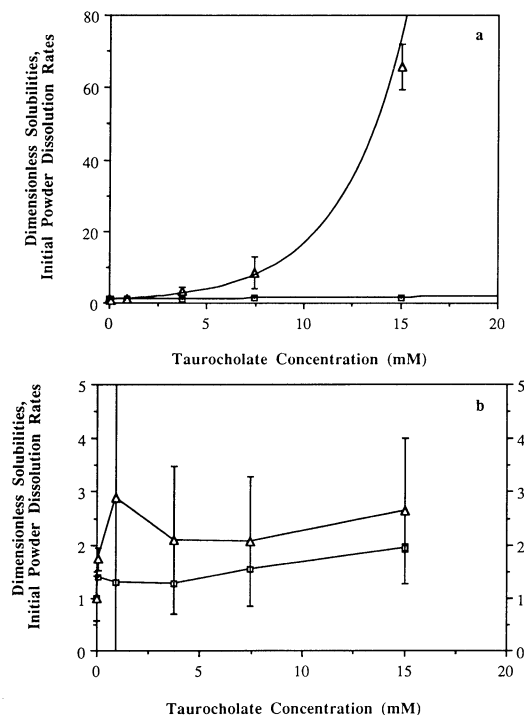 Dimensionless Solubilities,
Initial Powder Dissolution Rates
80
60
40
20
0
a
0 5 10 15 20
Taurocholate Concentration (mM)
Dimensionless Solubilities,
Initial Powder Dissolution Rates
5
4
3
2
1
0
b
5
4
3
2
1
0
0 5 10 15 20
Taurocholate Concentration (mM)